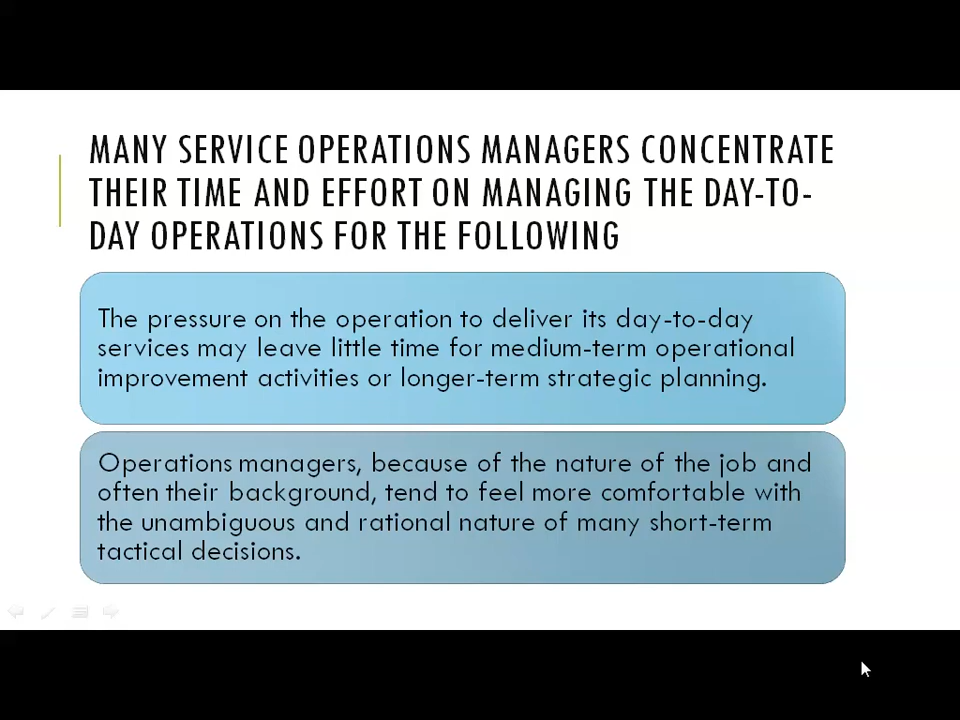 MANY SERVICE OPERATIONS MANAGERS CONCENTRATE
THEIR TIME AND EFFORT ON MANAGING THE DAY-TO-
DAY OPERATIONS FOR THE FOLLOWING
The pressure on the operation to deliver its day-to-day
services may leave little time for medium-term operational
improvement activities or longer-term strategic planning.
Operations managers, because of the nature of the job and
often their background, tend to feel more comfortable with
the unambiguous and rational nature of many short-term
tactical decisions.